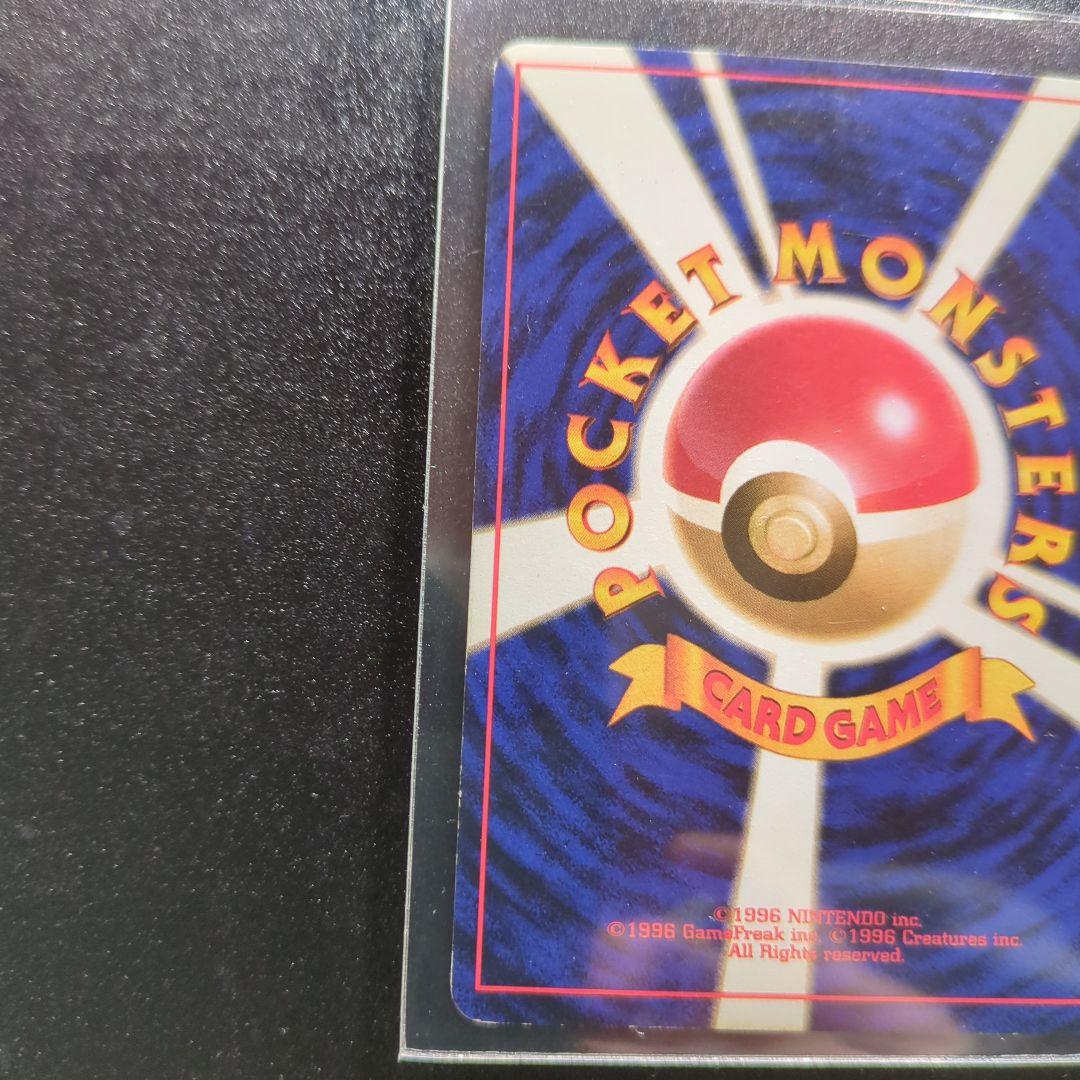 POCKET MONSTERS
CARD GAME
©1996 NINTENDO inc.
©1996 GameFreak inc. ©1996 Creatures inc.
All Rights reserved.